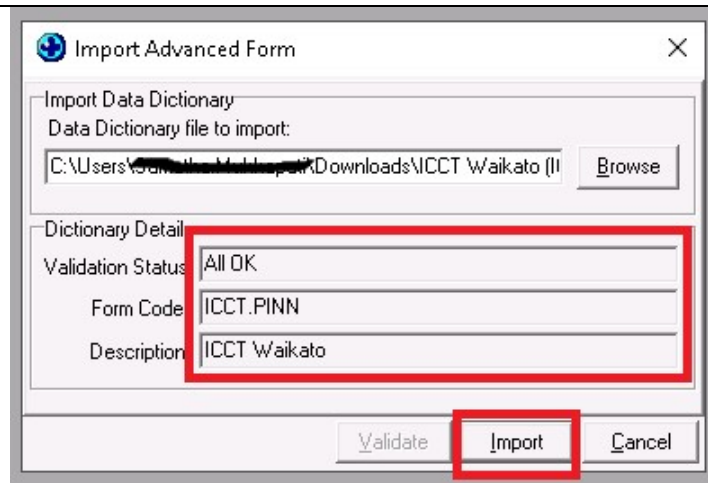 Import Advanced Form
Import Data Dictionary
Data Dictionary file to import:
C:\Users\ \Downloads\ICCT Waikato (I
Browse
Dictionary Detail
Validation Status All OK
Form Code ICCT.PINN
Description ICCT Waikato
Validate Import Cancel